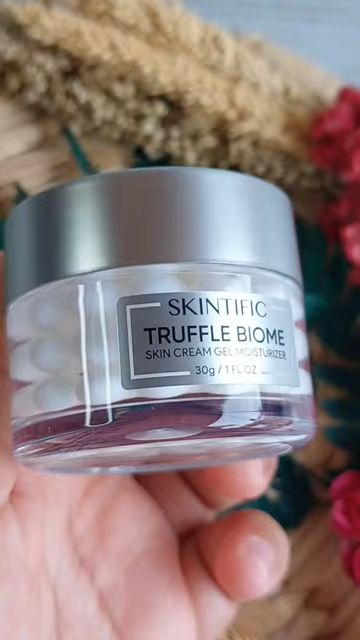 SKINTIFIC
TRUFFLE BIOME
SKIN CREAM GEL MOISTURIZER
30g / 1 FL OZ